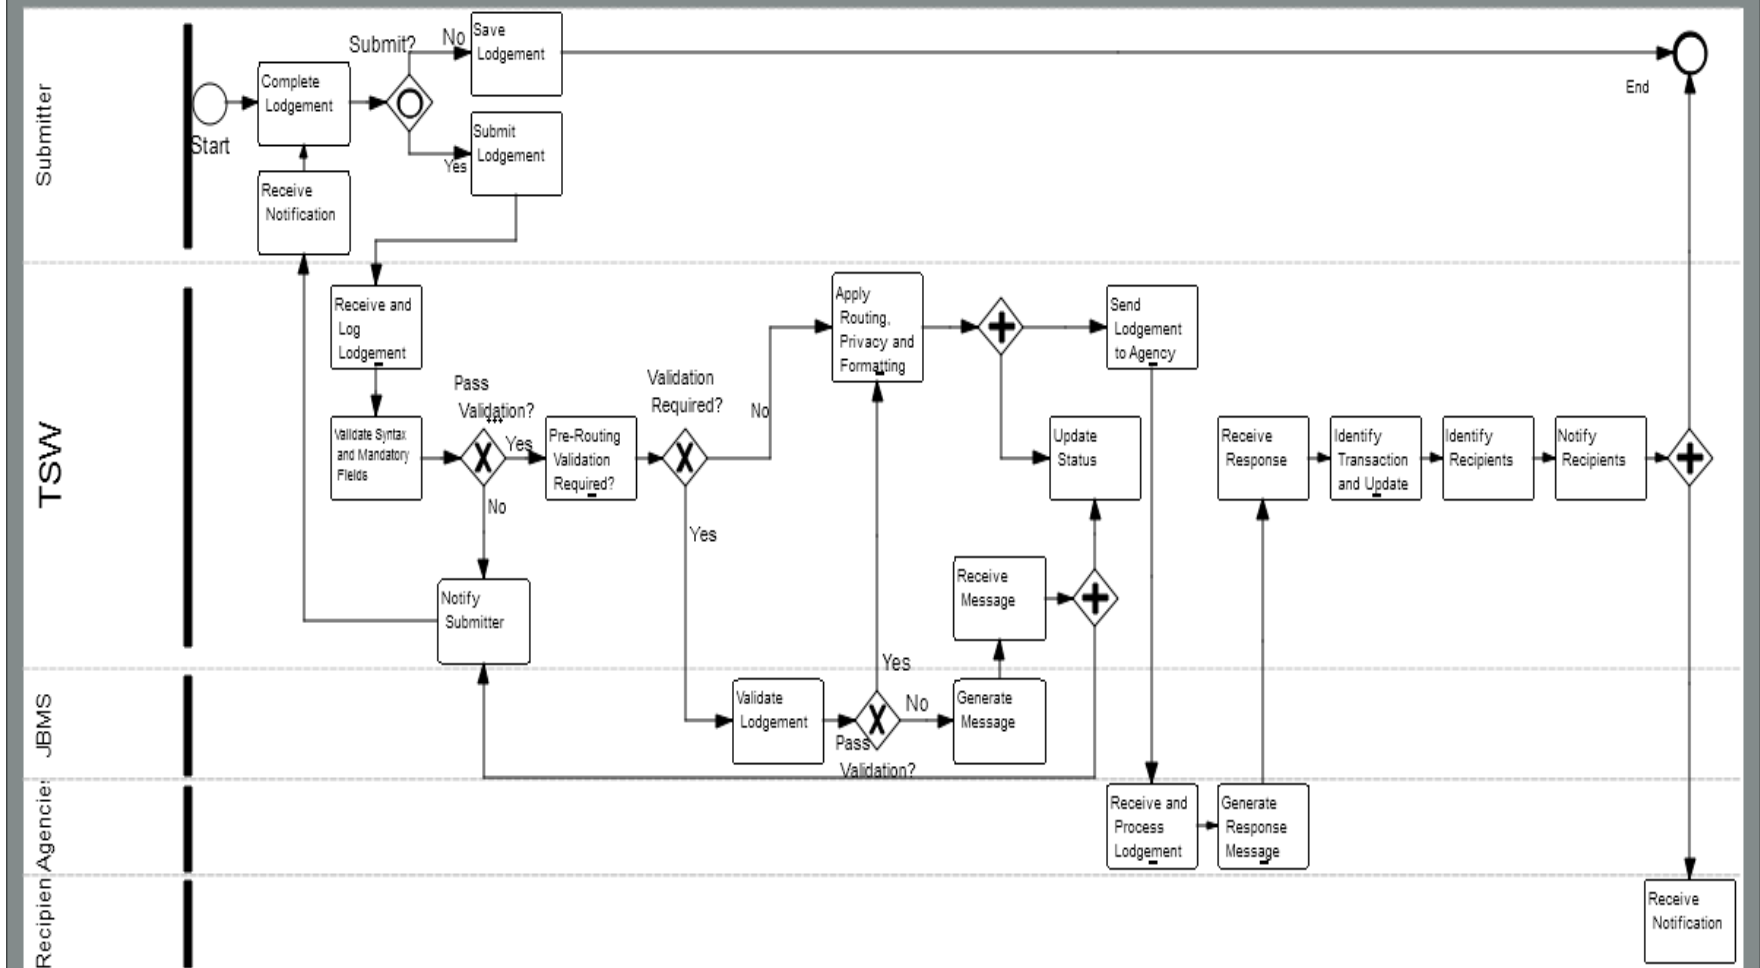 Submitter
Start
Complete
Lodgement
Receive
Notification
Submit?
No
Yes
Save
Lodgement
Submit
Lodgement
End
TSW
Receive and
Log
Lodgement
Validate Syntax
and Mandatory
Fields
Pass
Validation?
Yes
No
Notify
Submitter
Pre-Routing
Validation
Required?
Validation
Required?
No
Yes
Apply
Routing,
Privacy and
Formatting
Send
Lodgement
to Agency
Update
Status
Receive
Message
Receive
Response
Identify
Transaction
and Update
Identify
Recipients
Notify
Recipients
JBMS
Validate
Lodgement
Yes
No
Pass
Validation?
Generate
Message
Agencies
Receive and
Process
Lodgement
Generate
Response
Message
Recipien
Receive
Notification